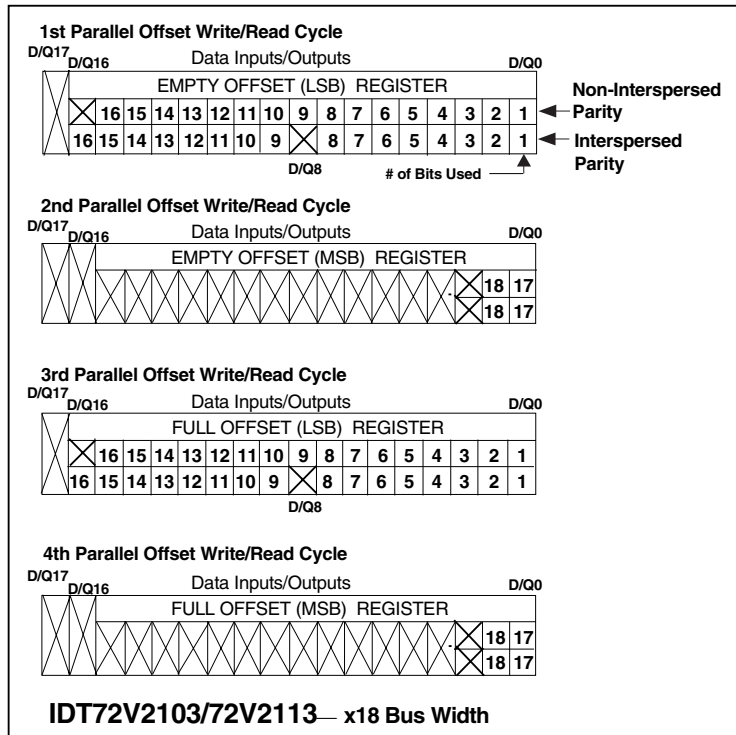 1st Parallel Offset Write/Read Cycle
D/Q17 D/Q16 Data Inputs/Outputs D/Q0
EMPTY OFFSET (LSB) REGISTER
16 15 14 13 12 11 10 9 8 7 6 5 4 3 2 1 Non-Interspersed Parity
16 15 14 13 12 11 10 9 8 7 6 5 4 3 2 1 Interspersed Parity
D/Q8 # of Bits Used
2nd Parallel Offset Write/Read Cycle
D/Q17 D/Q16 Data Inputs/Outputs D/Q0
EMPTY OFFSET (MSB) REGISTER
18 17
18 17
3rd Parallel Offset Write/Read Cycle
D/Q17 D/Q16 Data Inputs/Outputs D/Q0
FULL OFFSET (LSB) REGISTER
16 15 14 13 12 11 10 9 8 7 6 5 4 3 2 1
16 15 14 13 12 11 10 9 8 7 6 5 4 3 2 1
D/Q8
4th Parallel Offset Write/Read Cycle
D/Q17 D/Q16 Data Inputs/Outputs D/Q0
FULL OFFSET (MSB) REGISTER
18 17
18 17
IDT72V2103/72V2113— x18 Bus Width